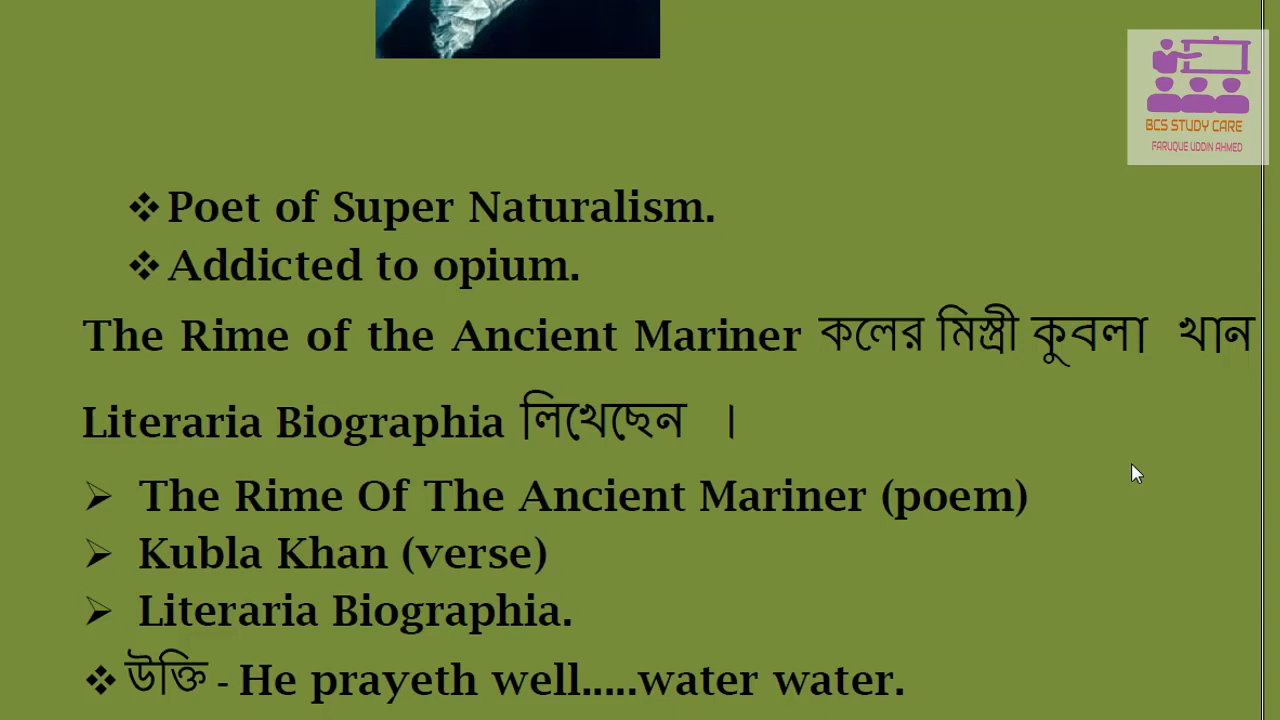 BCS STUDY CARE
FARUQUE UDDIN AHMED
❖Poet of Super Naturalism.
❖Addicted to opium.
The Rime of the Ancient Mariner কলের মিস্ত্রী কুবলা খান
Literaria Biographia লিখেছেন ।
➢ The Rime Of The Ancient Mariner (poem)
➢ Kubla Khan (verse)
➢ Literaria Biographia.
❖উক্তি - He prayeth well.....water water.